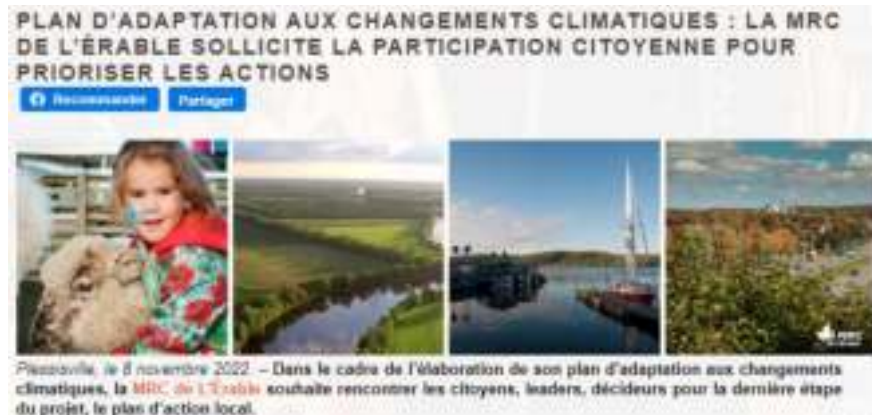 PLAN D'ADAPTATION AUX CHANGEMENTS CLIMATIQUES : LA MRC
DE L'ÉRABLE SOLLICITE LA PARTICIPATION CITOYENNE POUR
PRIORISER LES ACTIONS
Recommander Partager
MRC
Plessisville, le 8 novembre 2022 – Dans le cadre de l'élaboration de son plan d'adaptation aux changements
climatiques, la MRC de L'Érable souhaite rencontrer les citoyens, leaders, décideurs pour la dernière étape
du projet, le plan d'action local.